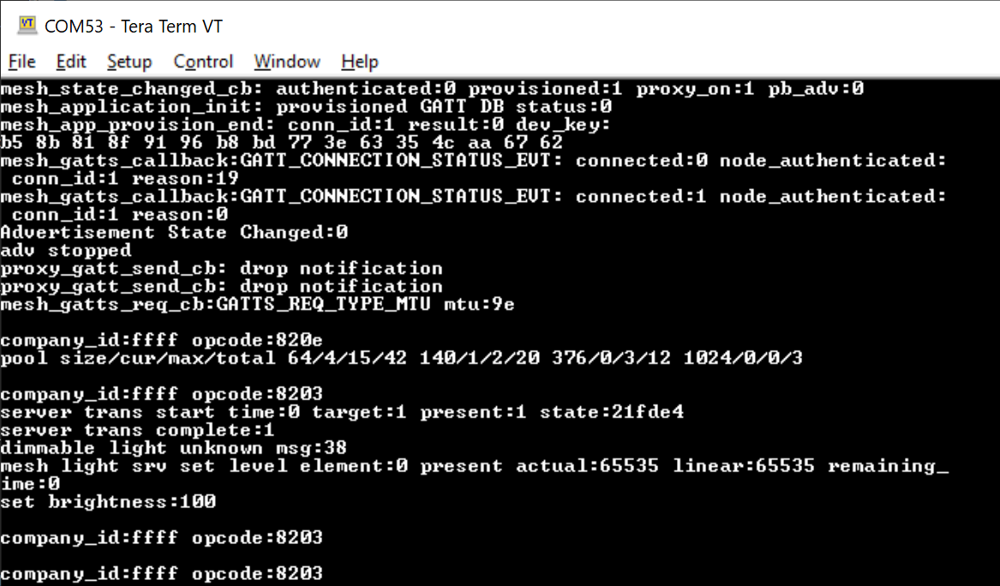 VT
COM53 - Tera Term VT
File Edit Setup Control Window Help
mesh_state_changed_cb: authenticated:0 provisioned:1 proxy_on:1 pb_adv:0
mesh_application_init: provisioned GATT DB status:0
mesh_app_provision_end: conn_id:1 result:0 dev_key:
b5 8b 81 8f 91 96 b8 bd 77 3e 63 35 4c aa 67 62
mesh_gatts_callback:GATT_CONNECTION_STATUS_EVT: connected:0 node_authenticated:
 conn_id:1 reason:19
mesh_gatts_callback:GATT_CONNECTION_STATUS_EVT: connected:1 node_authenticated:
 conn_id:1 reason:0
Advertisement State Changed:0
adv stopped
proxy_gatt_send_cb: drop notification
proxy_gatt_send_cb: drop notification
mesh_gatts_req_cb:GATTS_REQ_TYPE_MTU mtu:9e
company_id:ffff opcode:820e
pool size/cur/max/total 64/4/15/42 140/1/2/20 376/0/3/12 1024/0/0/3
company_id:ffff opcode:8203
server trans start time:0 target:1 present:1 state:21fde4
server trans complete:1
dimmable light unknown msg:38
mesh light srv set level element:0 present actual:65535 linear:65535 remaining_
ime:0
set brightness:100
company_id:ffff opcode:8203
company_id:ffff opcode:8203